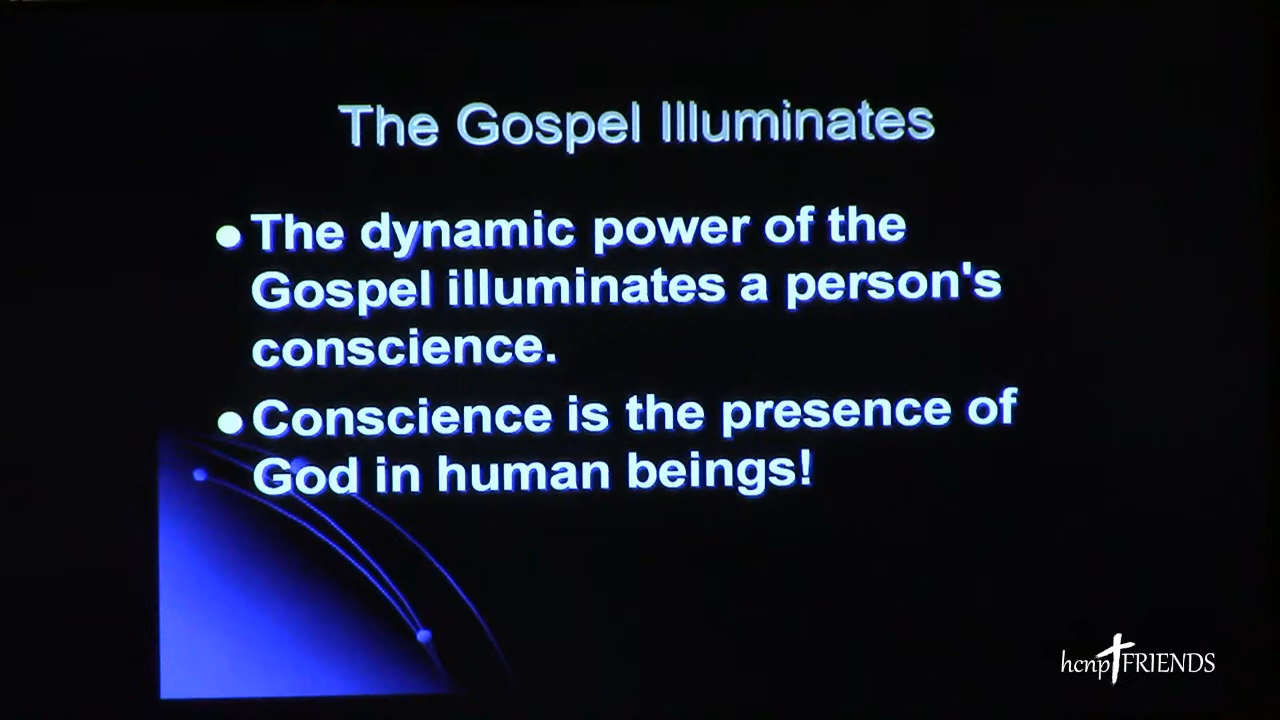 The Gospel Illuminates
●The dynamic power of the
Gospel illuminates a person's
conscience.
●Conscience is the presence of
God in human beings!
hcnp FRIENDS